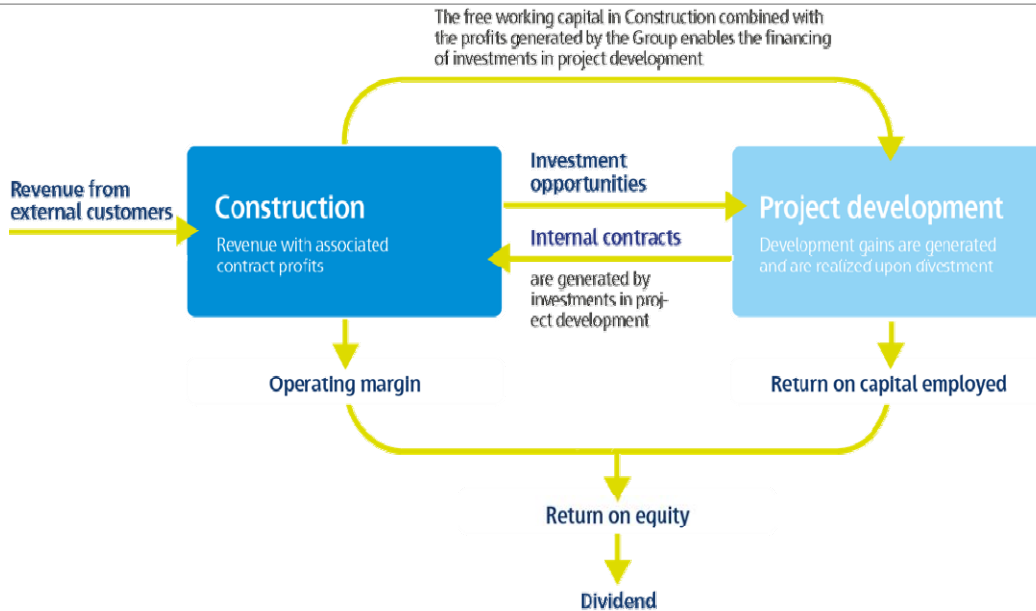 The free working capital in Construction combined with
the profits generated by the Group enables the financing
of investments in project development
Revenue from
external customers
Construction
Revenue with associated
contract profits
Investment
opportunities
Internal contracts
are generated by
investments in proj-
ect development
Project development
Development gains are generated
and are realized upon divestment
Operating margin
Return on capital employed
Return on equity
Dividend